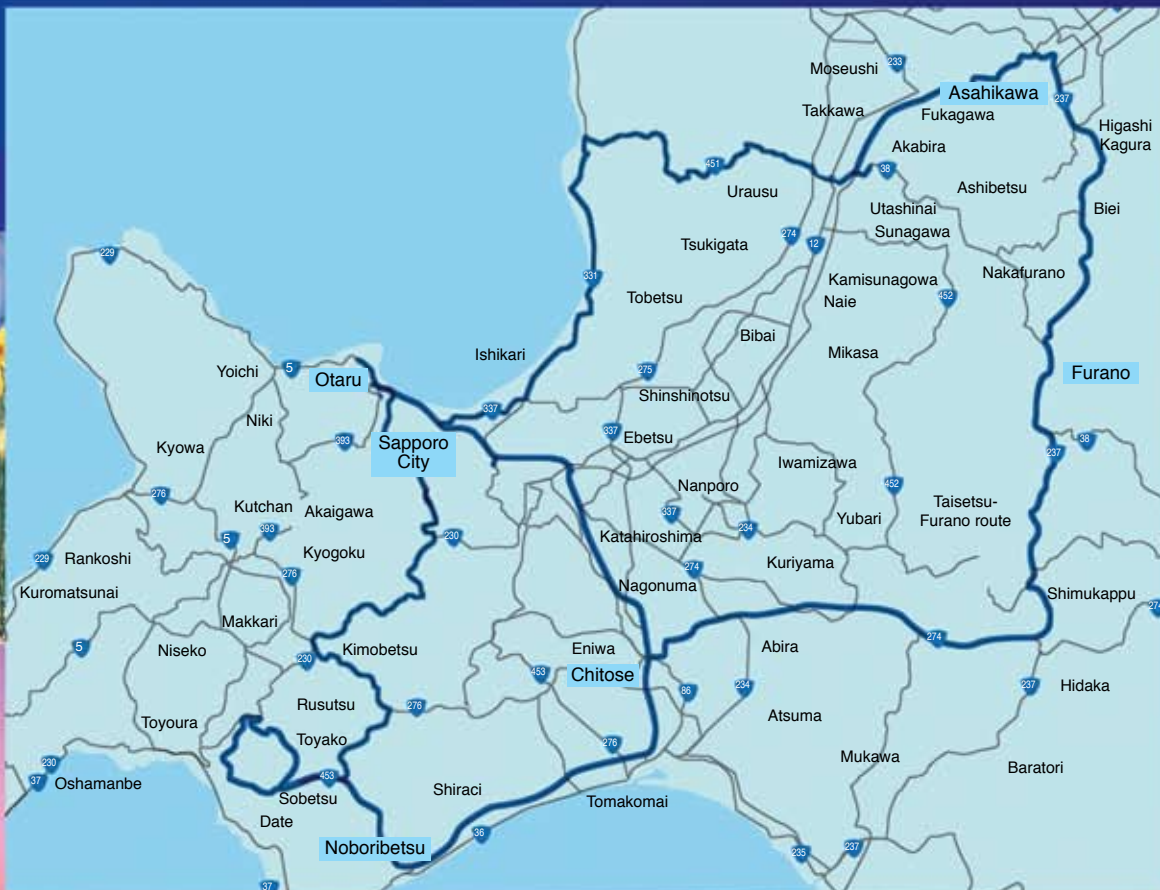 Moseushi
233
Takkawa
Asahikawa
Fukagawa
237
Higashi
Kagura
Akabira
38
451
Urausu
Ashibetsu
Utashinai
Biei
Sunagawa
274
12
Tsukigata
229
331
Kamisunagowa
Nakafurano
452
Naie
Tobetsu
Bibai
Ishikari
Mikasa
Yoichi
5
Otaru
275
Furano
Shinshinotsu
337
Niki
337
Ebetsu
393
Sapporo
City
38
237
Kyowa
Iwamizawa
452
Nanporo
276
Kutchan
Akaigawa
337
Yubari
Taisetsu-
Furano route
393
234
5
230
Katahiroshima
229
Rankoshi
Kyogoku
276
274
Kuriyama
Nagonuma
Kuromatsunai
Shimukappu
274
Makkari
274
5
Niseko
Kimobetsu
Eniwa
Abira
230
453
Chitose
86
234
237
Hidaka
Rusutsu
276
Toyoura
Atsuma
Toyako
276
Mukawa
230
Baratori
37
Oshamanbe
453
Shiraci
Sobetsu
Tomakomai
Date
36
Noboribetsu
235
237
37